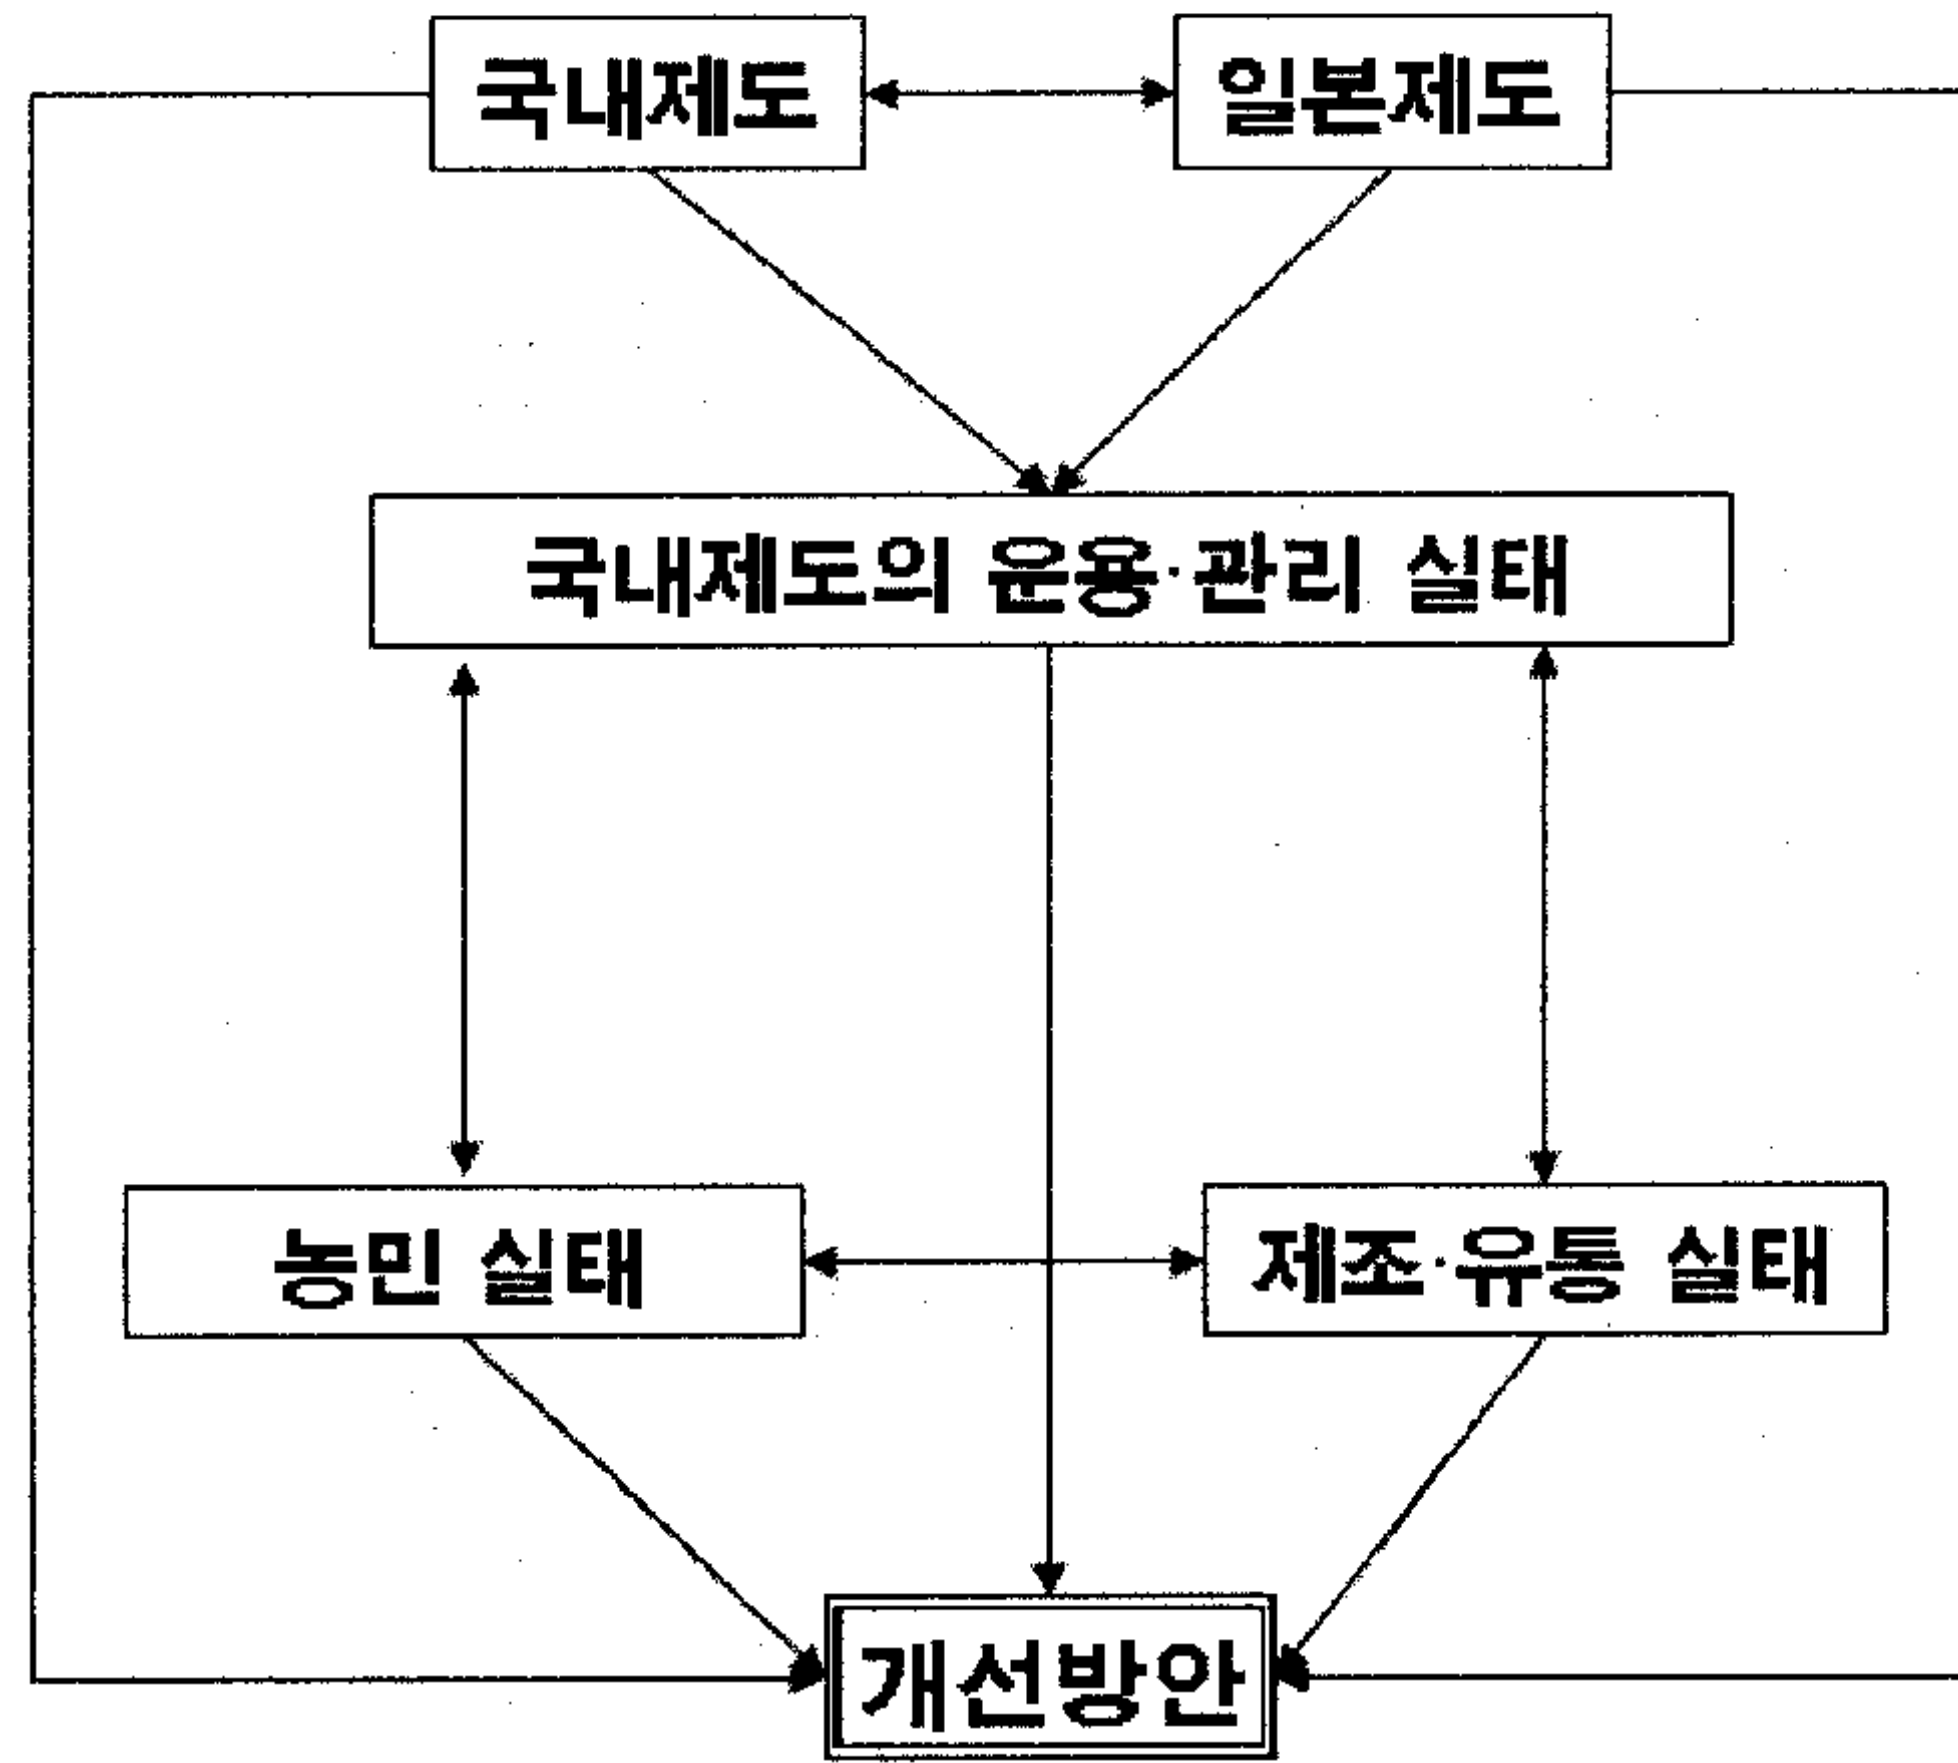 국내제도
일본제도
국내제도의 운용·관리 실태
농민 실태
제조·유통 실태
개선방안